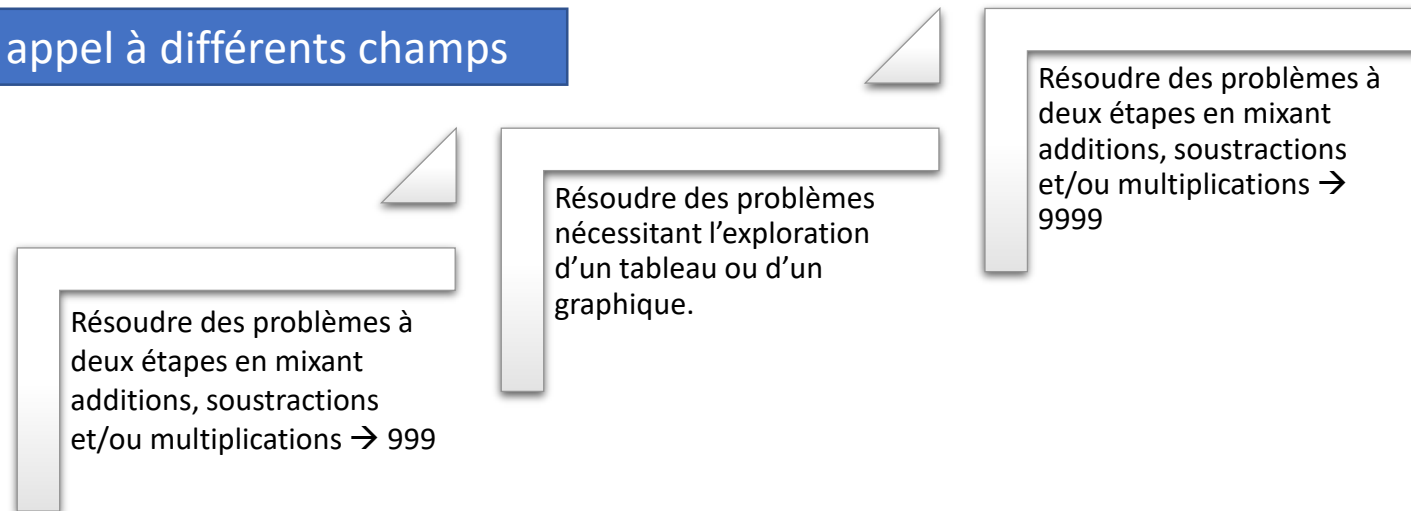 appel à différents champs
Résoudre des problèmes à
deux étapes en mixant
additions, soustractions
et/ou multiplications → 999
Résoudre des problèmes
nécessitant l’exploration
d’un tableau ou d’un
graphique.
Résoudre des problèmes à
deux étapes en mixant
additions, soustractions
et/ou multiplications →
9999